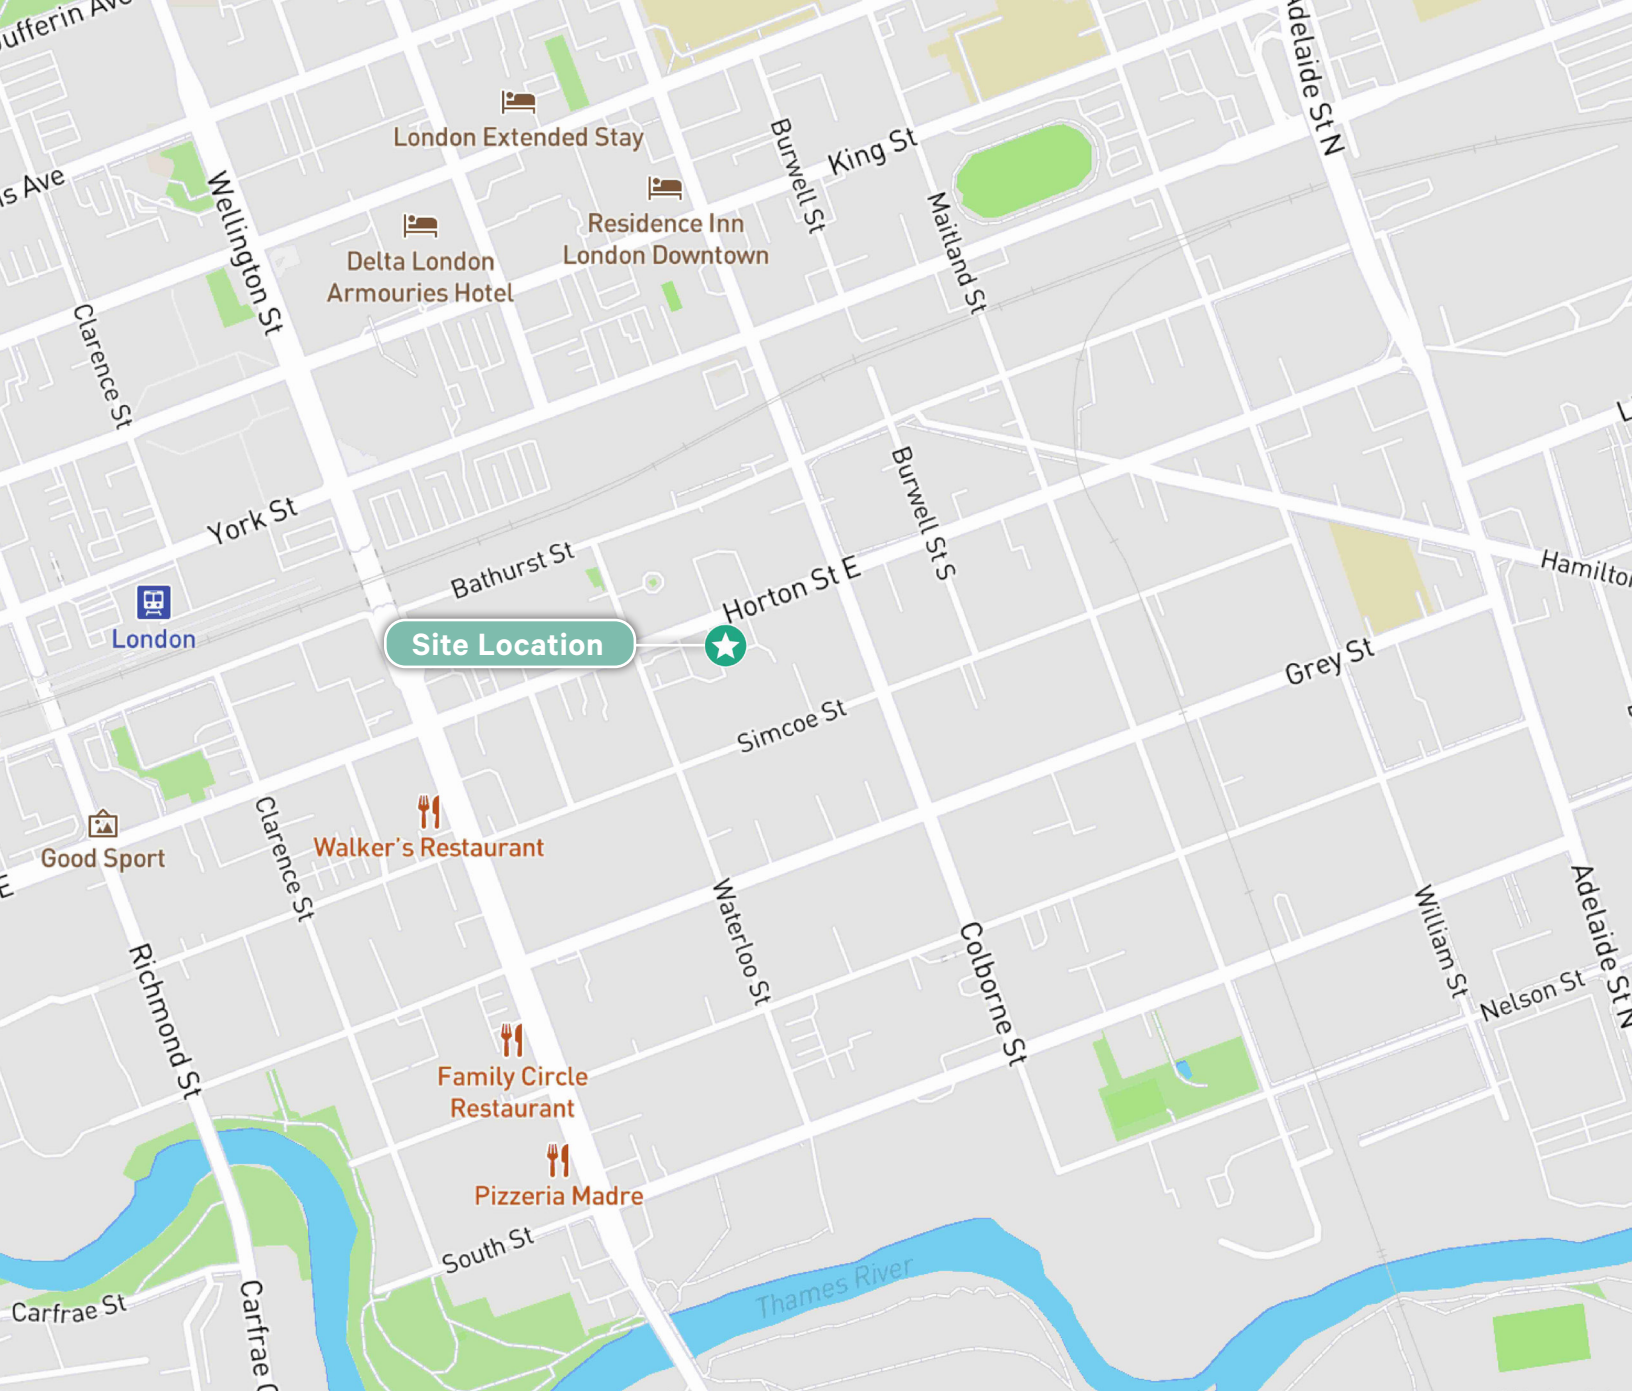 Dufferin Ave
Adelaide St N
London Extended Stay
Burwell St
King St
Wellington St
Residence Inn
London Downtown
Delta London
Armouries Hotel
Maitland St
Clarence St
York St
Burwell St S
Bathurst St
Horton St E
Hamilton
London
Site Location
Grey St
Simcoe St
Good Sport
Walker's Restaurant
Clarence St
Waterloo St
Richmond St
Colborne St
William St
Adelaide St N
Nelson St
Family Circle
Restaurant
Pizzeria Madre
South St
Thames River
Carfrae St
Carfrae